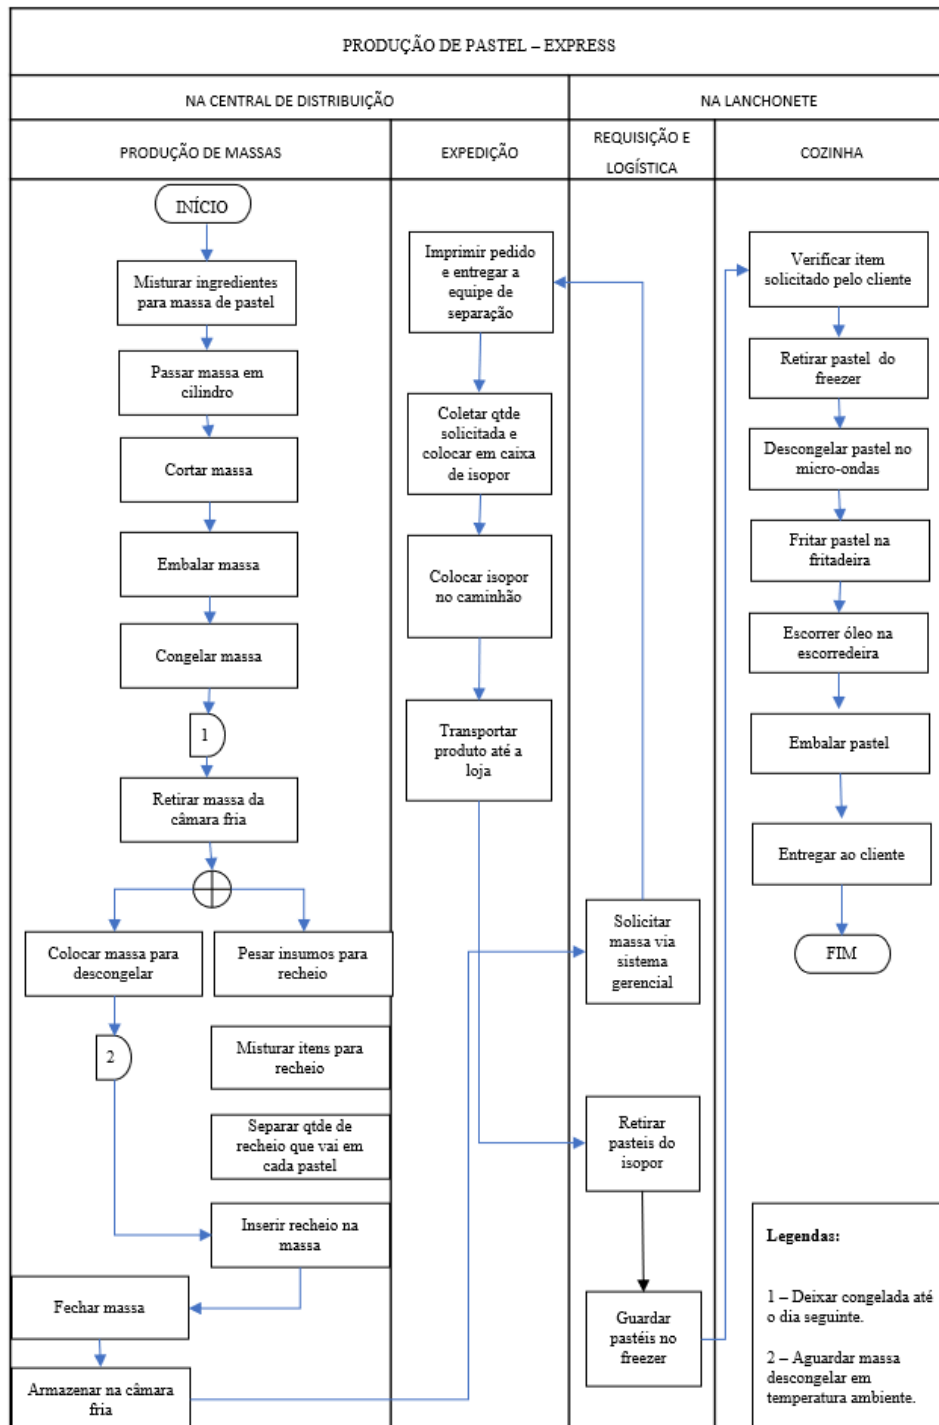 PRODUÇÃO DE PASTEL – EXPRESS
NA CENTRAL DE DISTRIBUIÇÃO
NA LANCHONETE
PRODUÇÃO DE MASSAS
EXPEDIÇÃO
REQUISIÇÃO E
LOGÍSTICA
COZINHA
INÍCIO
Misturar ingredientes
para massa de pastel
Passar massa em
cilindro
Cortar massa
Embalar massa
Congelar massa
1
Retirar massa da
câmara fria
Colocar massa para
descongelar
Pesar insumos para
recheio
2
Misturar itens para
recheio
Separar qtde de
recheio que vai em
cada pastel
Inserir recheio na
massa
Fechar massa
Armazenar na câmara
fria
Imprimir pedido
e entregar a
equipe de
separação
Coletar qtde
solicitada e
colocar em caixa
de isopor
Colocar isopor
no caminhão
Transportar
produto até a
loja
Solicitar
massa via
sistema
gerencial
Retirar
pasteis do
isopor
Guardar
pastéis no
freezer
Verificar item
solicitado pelo cliente
Retirar pastel do
freezer
Descongelar pastel no
micro-ondas
Fritar pastel na
fritadeira
Escorrer óleo na
escorredeira
Embalar pastel
Entregar ao cliente
FIM
Legendas:
1 – Deixar congelada até
o dia seguinte.
2 – Aguardar massa
descongelar em
temperatura ambiente.